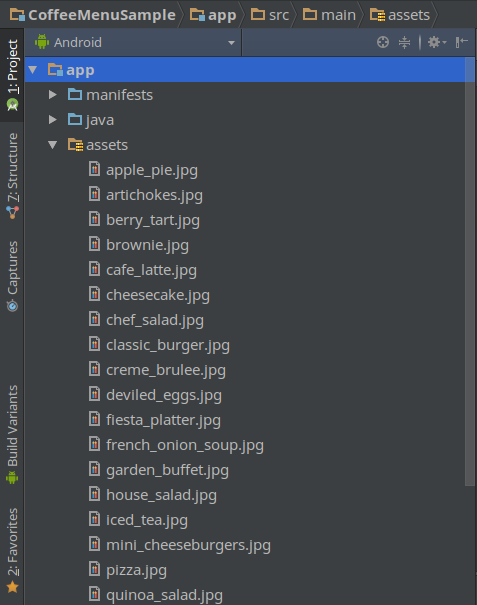 CoffeeMenuSample app src main assets
Android
1: Project
7: Structure
Captures
Build Variants
2: Favorites
app
manifests
java
assets
apple_pie.jpg
artichokes.jpg
berry_tart.jpg
brownie.jpg
cafe_latte.jpg
cheesecake.jpg
chef_salad.jpg
classic_burger.jpg
creme_brulee.jpg
deviled_eggs.jpg
fiesta_platter.jpg
french_onion_soup.jpg
garden_buffet.jpg
house_salad.jpg
iced_tea.jpg
mini_cheeseburgers.jpg
pizza.jpg
quinoa_salad.jpg